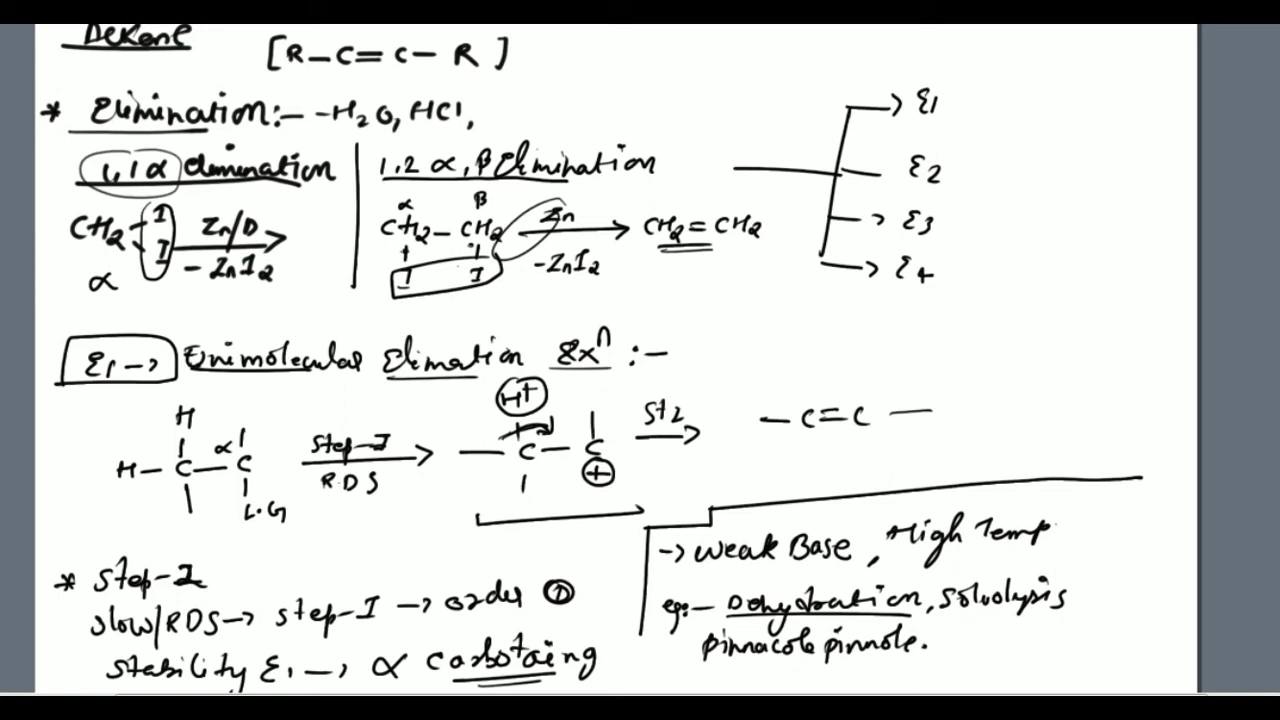 Alkene
[R–C=C–R]
* Elimination:– –H2O, HCl,
1,1 α elimination
1,2 α, β Elimination
→ E1
E2
→ E3
→ E4
CH2 I I Zn/Δ – ZnI2 →
α
α β
CH2 – CH2 Zn → CH2 = CH2
I I –ZnI2
E1 → Unimolecular Elimation Rxⁿ :–
H H+
H – C – C α Step-I → – C – C St2 → – C = C –
L.G R.D.S +
* Step-I
slow/RDS → step-I → order ①
stability E1 → α carbotaing
→ Weak Base, High Temp
eg:– Dehydration, Solvolysis
pinnacole pinnole.